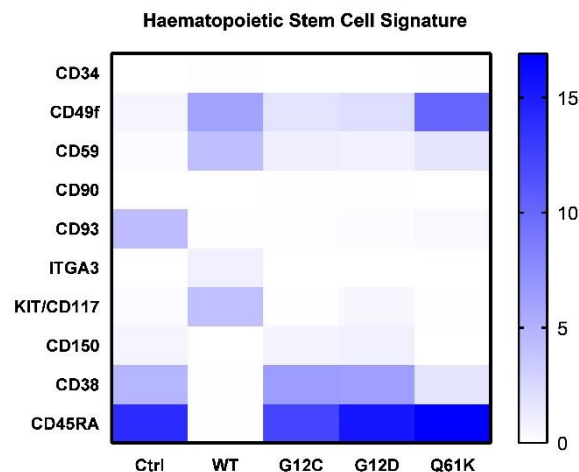 Haematopoietic Stem Cell Signature
CD34
CD49f
CD59
CD90
CD93
ITGA3
KIT/CD117
CD150
CD38
CD45RA
Ctrl WT G12C G12D Q61K
15
10
5
0